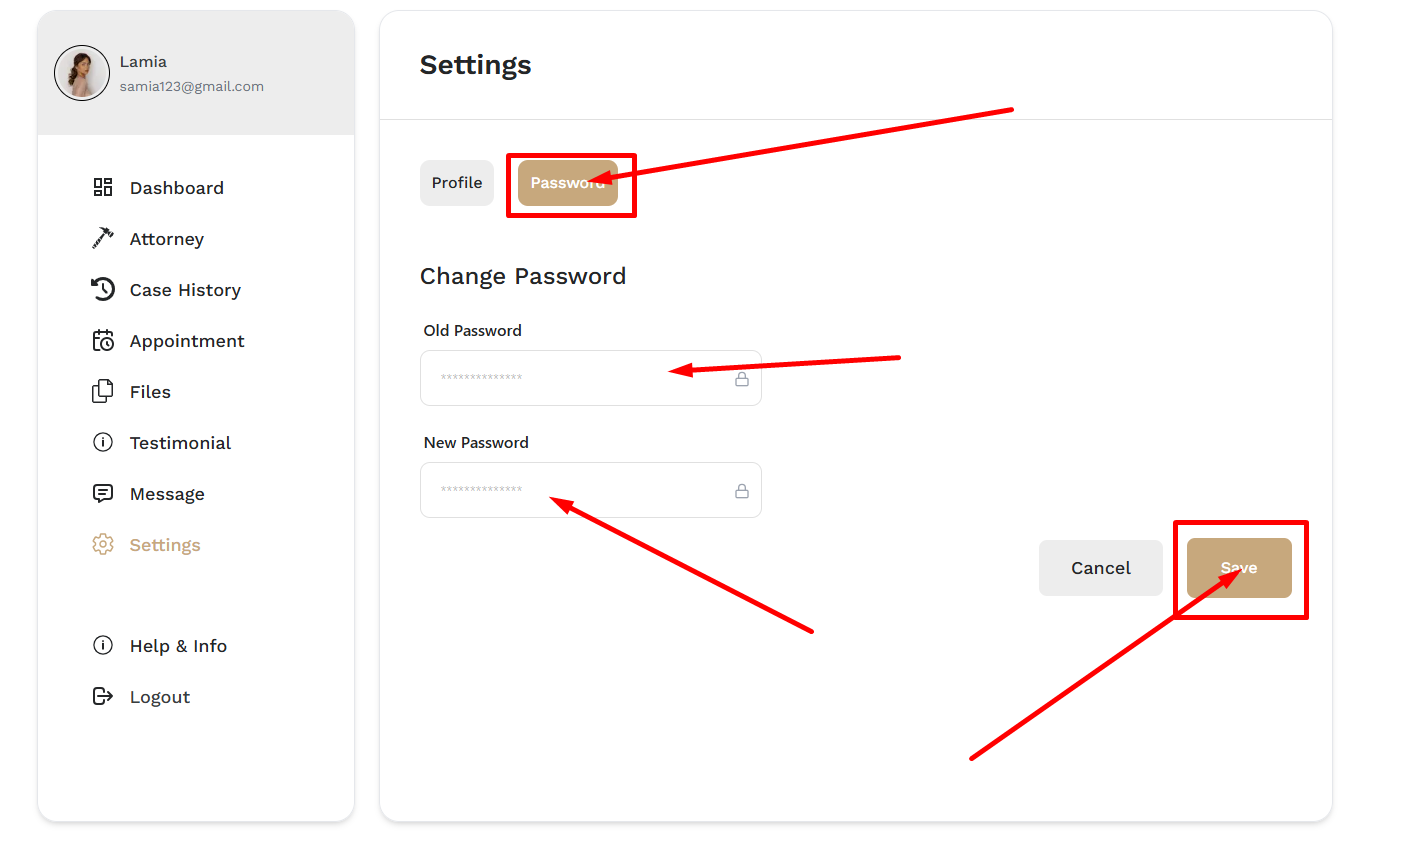 Lamia
samia123@gmail.com
Dashboard
Attorney
Case History
Appointment
Files
Testimonial
Message
Settings
Help & Info
Logout
Settings
Profile
Password
Change Password
Old Password
**************
New Password
**************
Cancel
Save